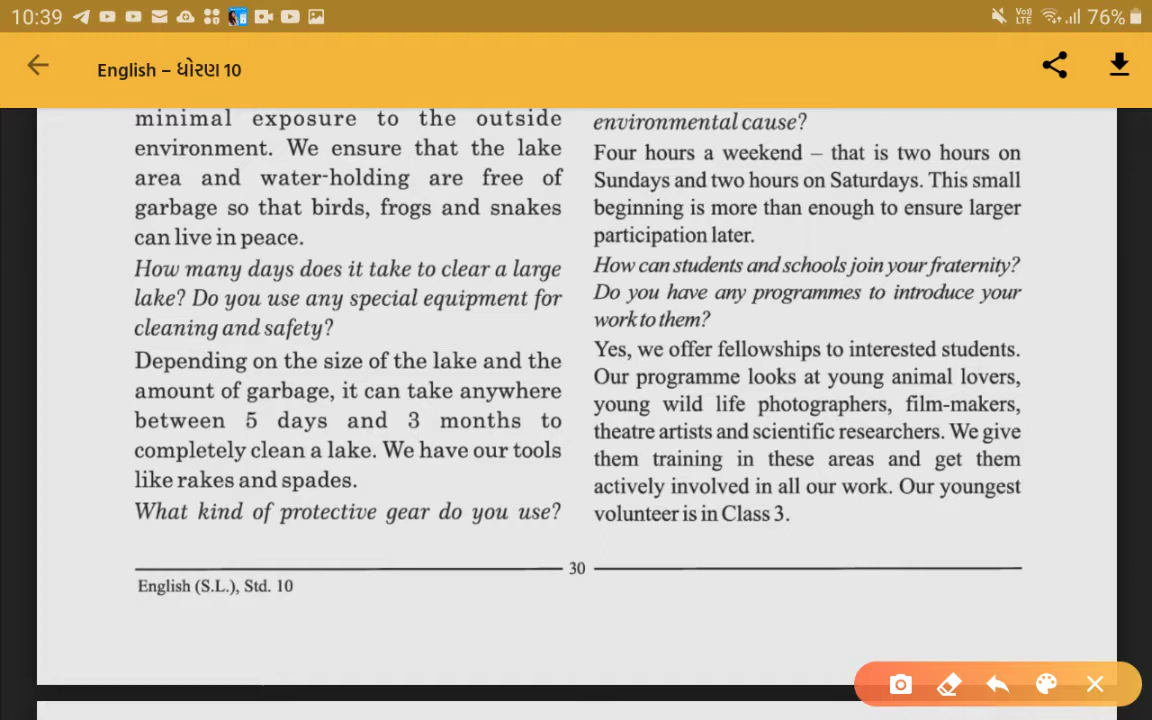 10:39
Vo))
LTE
76%
English – ધોરણ 10
minimal exposure to the outside
environment. We ensure that the lake
area and water-holding are free of
garbage so that birds, frogs and snakes
can live in peace.
How many days does it take to clear a large
lake? Do you use any special equipment for
cleaning and safety?
Depending on the size of the lake and the
amount of garbage, it can take anywhere
between 5 days and 3 months to
completely clean a lake. We have our tools
like rakes and spades.
What kind of protective gear do you use?
environmental cause?
Four hours a weekend – that is two hours on
Sundays and two hours on Saturdays. This small
beginning is more than enough to ensure larger
participation later.
How can students and schools join your fraternity?
Do you have any programmes to introduce your
work to them?
Yes, we offer fellowships to interested students.
Our programme looks at young animal lovers,
young wild life photographers, film-makers,
theatre artists and scientific researchers. We give
them training in these areas and get them
actively involved in all our work. Our youngest
volunteer is in Class 3.
30
English (S.L.), Std. 10